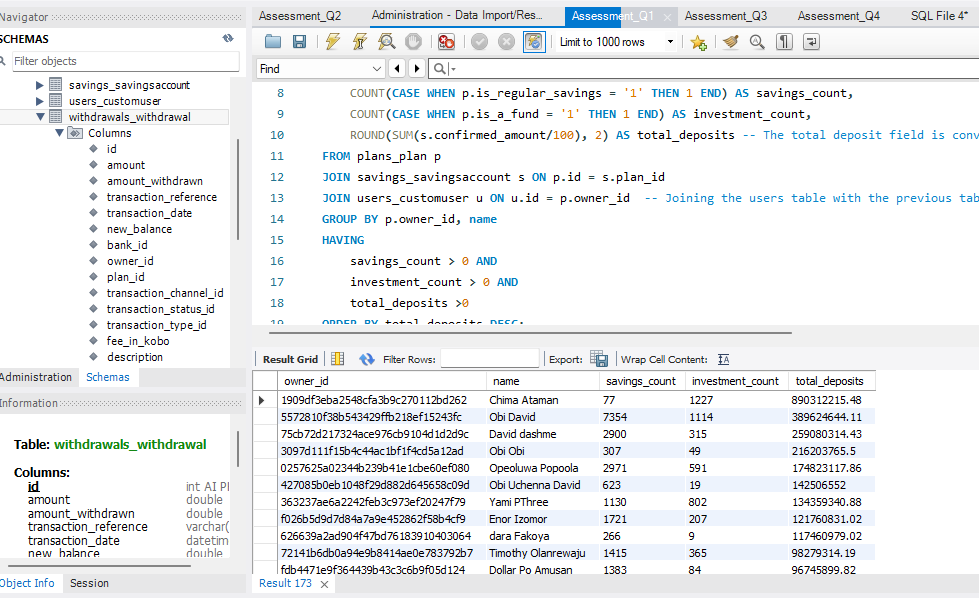 Navigator
SCHEMAS
Filter objects
savings_savingsaccount
users_customuser
withdrawals_withdrawal
Columns
id
amount
amount_withdrawn
transaction_reference
transaction_date
new_balance
bank_id
owner_id
plan_id
transaction_channel_id
transaction_status_id
transaction_type_id
fee_in_kobo
description
Administration Schemas
Information
Table: withdrawals_withdrawal
Columns:
id int AI P
amount double
amount_withdrawn double
transaction_reference varchar(
transaction_date datetim
new_balance double
Object Info Session
Assessment_Q2 Administration - Data Import/Res... Assessment_Q1 Assessment_Q3 Assessment_Q4 SQL File 4*
Limit to 1000 rows
Find
8 COUNT(CASE WHEN p.is_regular_savings = '1' THEN 1 END) AS savings_count,
9 COUNT(CASE WHEN p.is_a_fund = '1' THEN 1 END) AS investment_count,
10 ROUND(SUM(s.confirmed_amount/100), 2) AS total_deposits -- The total deposit field is conv
11 FROM plans_plan p
12 JOIN savings_savingsaccount s ON p.id = s.plan_id
13 JOIN users_customuser u ON u.id = p.owner_id -- Joining the users table with the previous tab
14 GROUP BY p.owner_id, name
15 HAVING
16 savings_count > 0 AND
17 investment_count > 0 AND
18 total_deposits >0
19 ORDER BY total_deposits DESC;
Result Grid Filter Rows: Export: Wrap Cell Content:
owner_id name savings_count investment_count total_deposits
1909df3eba2548cfa3b9c270112bd262 Chima Ataman 77 1227 890312215.48
5572810f38b543429ffb218ef15243fc Obi David 7354 1114 389624644.11
75cb72d217324ace976cb9104d1d2d9c David dashme 2900 315 259080314.43
3097d111f15b4c44ac1bf1f4cd5a12ad Obi Obi 307 49 216203765.5
0257625a02344b239b41e1cbe60ef080 Opeoluwa Popoola 2971 591 174823117.86
427085b0eb1048f29d882d645658c09d Obi Uchenna David 623 19 142506552
363237ae6a2242feb3c973ef20247f79 Yami PThree 1130 802 134359340.88
f026b5d9d7d84a7a9e452862f58b4cf9 Enor Izomor 1721 207 121760831.02
626639a2ad904f47bd76183910403064 dara Fakoya 266 9 117460979.02
72141b6db0a94e9b8414ae0e783792b7 Timothy Olanrewaju 1415 365 98279314.19
fdb4471e9f364439b43c3c6b9f05d124 Dollar Po Amusan 1383 84 96745899.82
Result 173